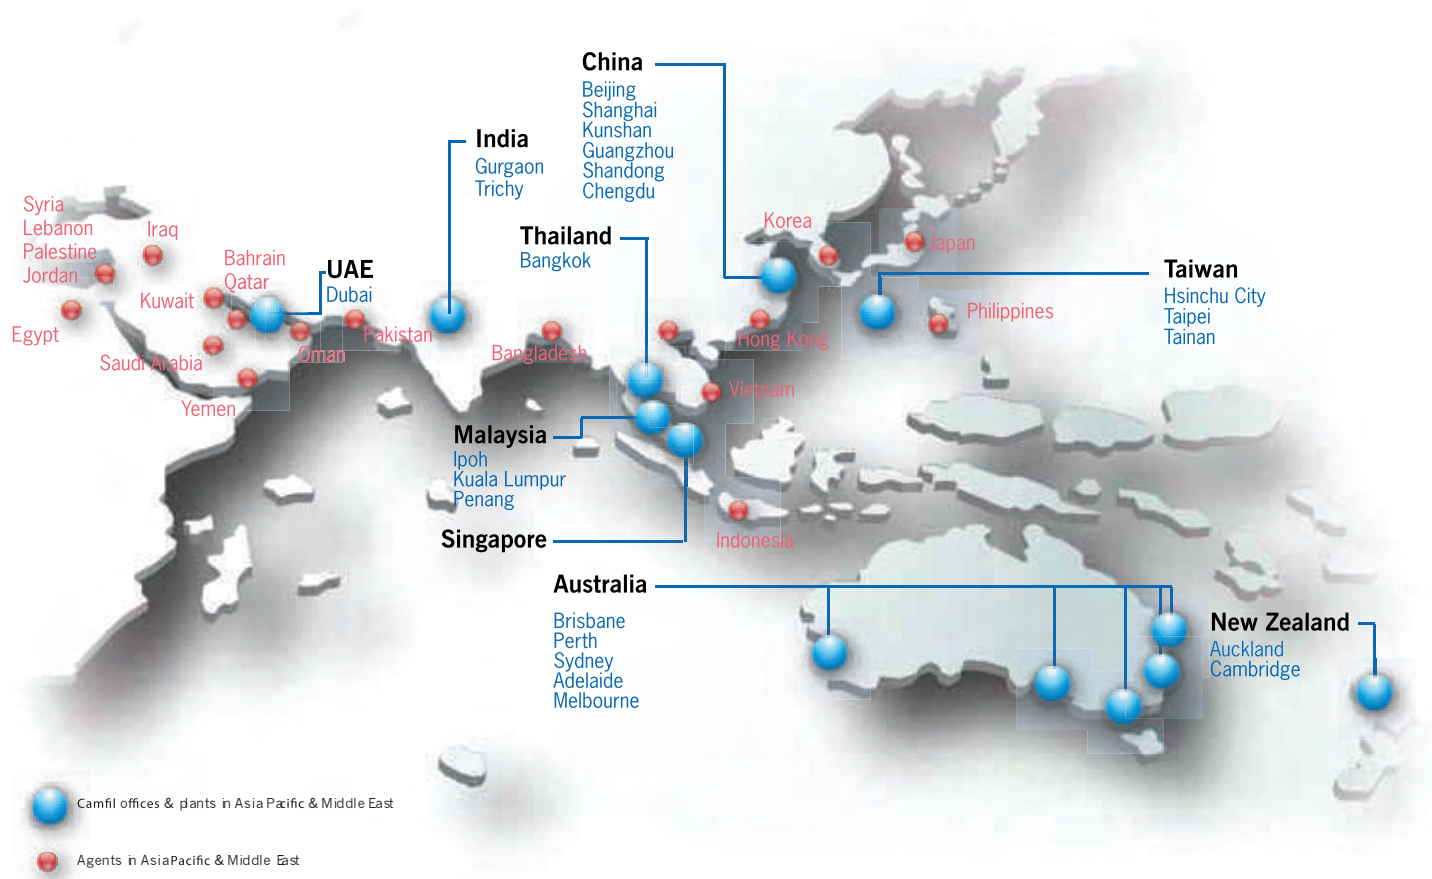 China
Beijing
Shanghai
Kunshan
Guangzhou
Shandong
Chengdu
India
Gurgaon
Trichy
Thailand
Bangkok
Syria
Lebanon
Palestine
Jordan
Iraq
Egypt
Bahrain
Qatar
Kuwait
Saudi Arabia
Yemen
UAE
Dubai
Oman
Pakistan
Bangladesh
Korea
Japan
Hong Kong
Vietnam
Philippines
Taiwan
Hsinchu City
Taipei
Tainan
Malaysia
Ipoh
Kuala Lumpur
Penang
Singapore
Indonesia
Australia
Brisbane
Perth
Sydney
Adelaide
Melbourne
New Zealand
Auckland
Cambridge
Camfil offices & plants in Asia Pacific & Middle East
Agents in Asia Pacific & Middle East